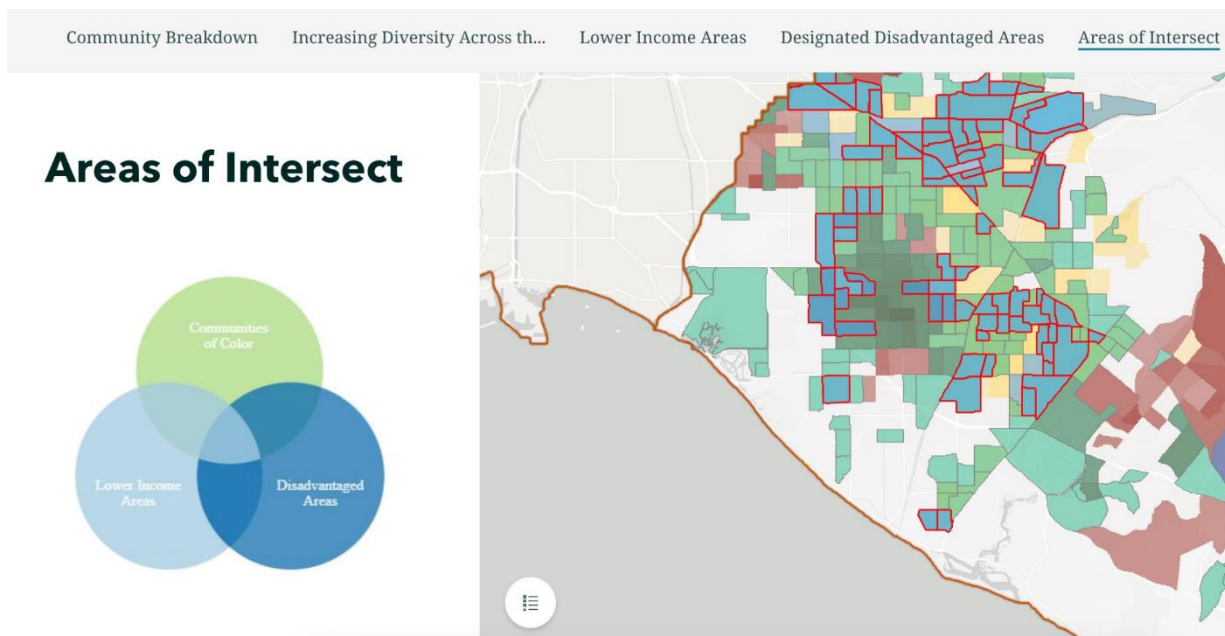 Community Breakdown
Increasing Diversity Across th...
Lower Income Areas
Designated Disadvantaged Areas
Areas of Intersect
Areas of Intersect
Communities
of Color
Lower Income
Areas
Disadvantaged
Areas